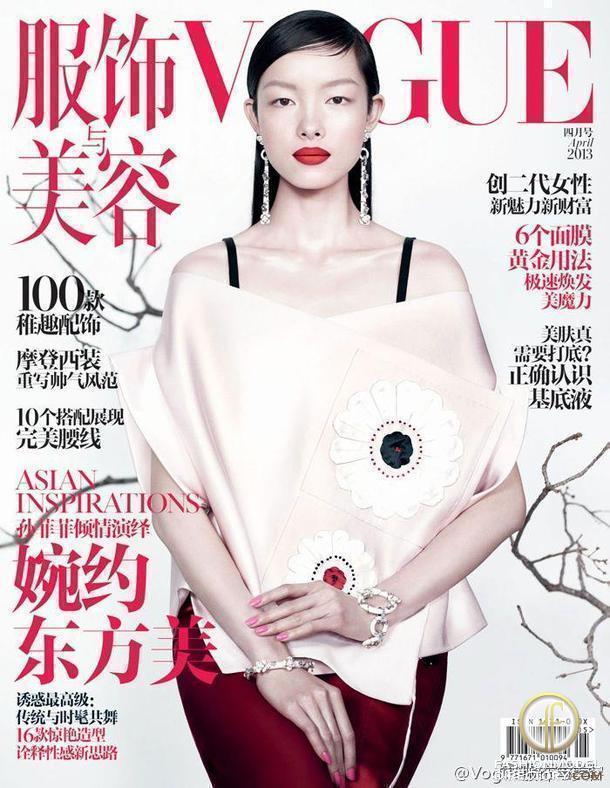 服饰与美容 VOGUE
四月号
April
2013
创二代女性
新魅力新财富
6个面膜
黄金用法
极速焕发
美魔力
美肤真
需要打底?
正确认识
基底液
100款
稚趣配饰
摩登西装
重写帅气风范
10个搭配展现
完美腰线
ASIAN
INSPIRATIONS
孙菲菲倾情演绎
婉约
东方美
诱惑最高级:
传统与时髦共舞
16款惊艳造型
诠释性感新思路
9 771671 010094